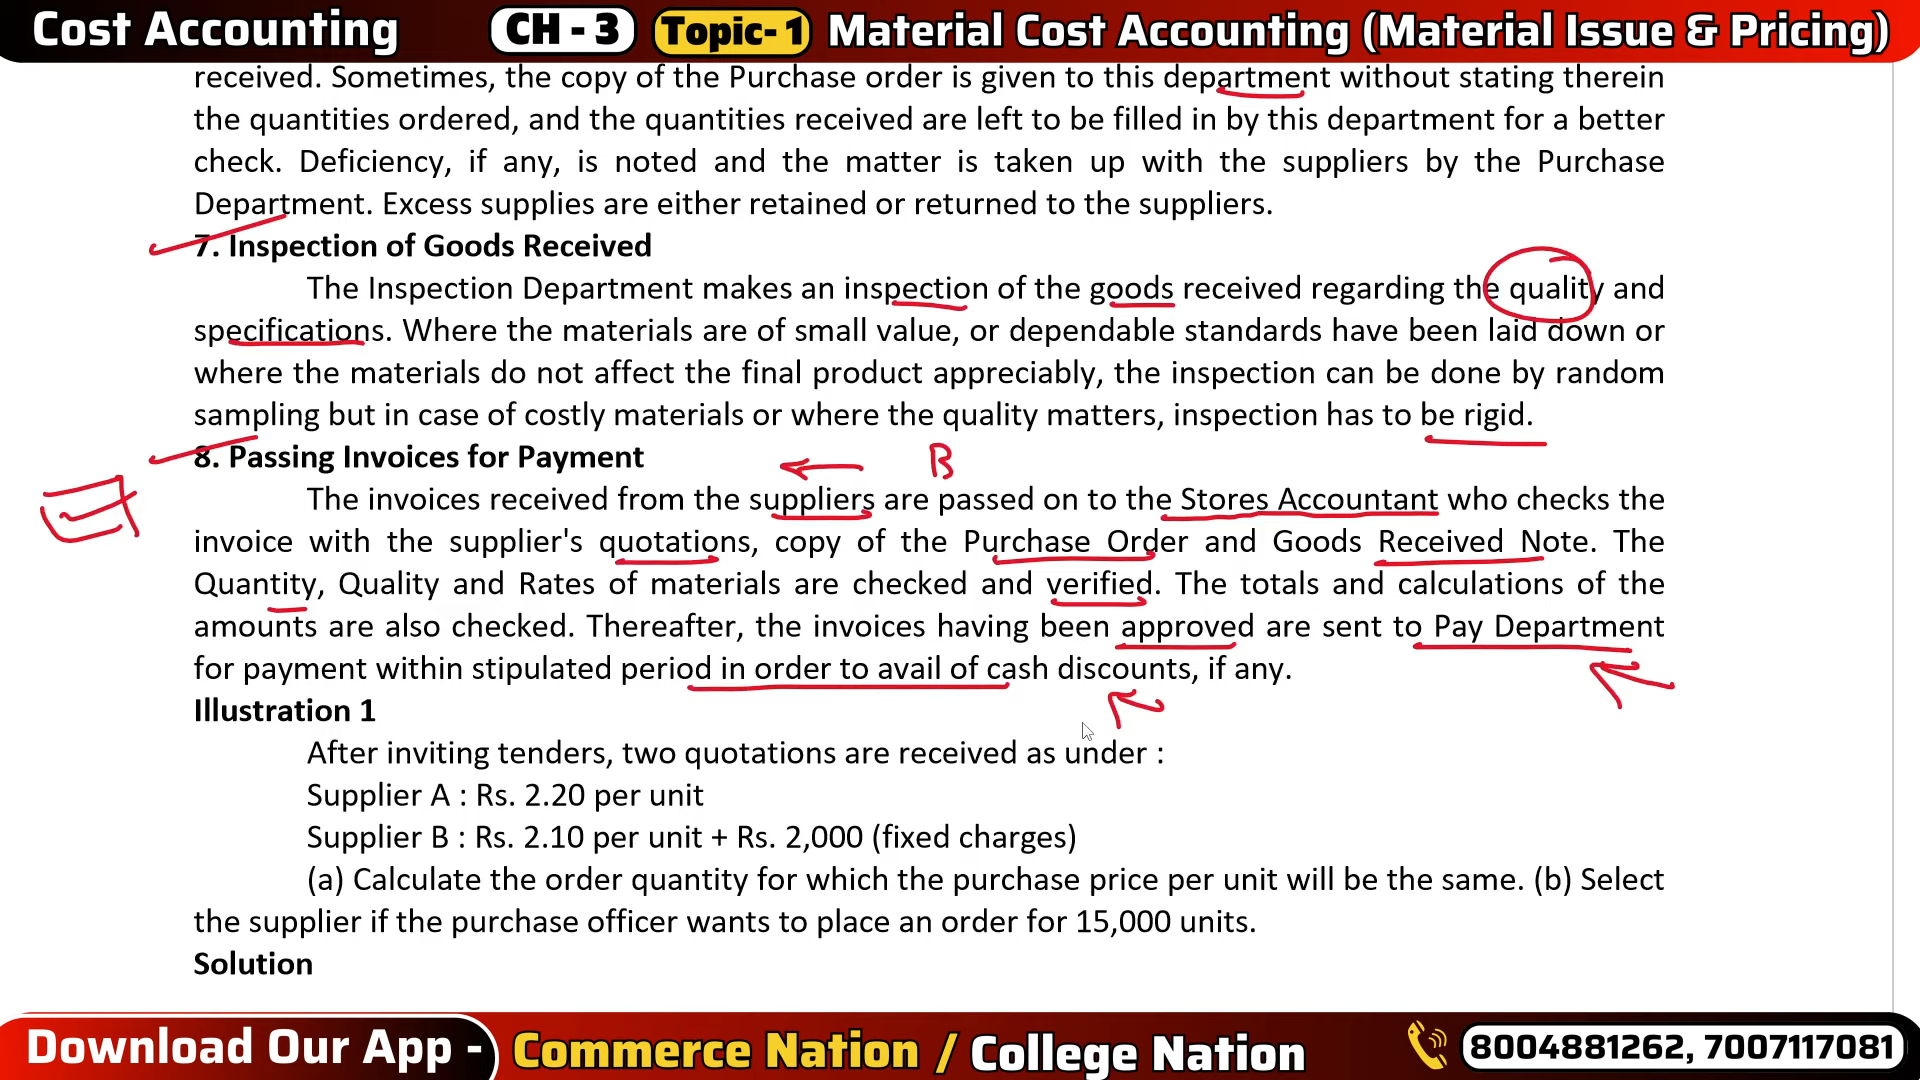 Cost Accounting CH - 3 Topic- 1 Material Cost Accounting (Material Issue & Pricing)
received. Sometimes, the copy of the Purchase order is given to this department without stating therein
the quantities ordered, and the quantities received are left to be filled in by this department for a better
check. Deficiency, if any, is noted and the matter is taken up with the suppliers by the Purchase
Department. Excess supplies are either retained or returned to the suppliers.
7. Inspection of Goods Received
The Inspection Department makes an inspection of the goods received regarding the quality and
specifications. Where the materials are of small value, or dependable standards have been laid down or
where the materials do not affect the final product appreciably, the inspection can be done by random
sampling but in case of costly materials or where the quality matters, inspection has to be rigid.
8. Passing Invoices for Payment
B
The invoices received from the suppliers are passed on to the Stores Accountant who checks the
invoice with the supplier's quotations, copy of the Purchase Order and Goods Received Note. The
Quantity, Quality and Rates of materials are checked and verified. The totals and calculations of the
amounts are also checked. Thereafter, the invoices having been approved are sent to Pay Department
for payment within stipulated period in order to avail of cash discounts, if any.
Illustration 1
After inviting tenders, two quotations are received as under :
Supplier A : Rs. 2.20 per unit
Supplier B : Rs. 2.10 per unit + Rs. 2,000 (fixed charges)
(a) Calculate the order quantity for which the purchase price per unit will be the same. (b) Select
the supplier if the purchase officer wants to place an order for 15,000 units.
Solution
Download Our App - Commerce Nation / College Nation 8004881262, 7007117081